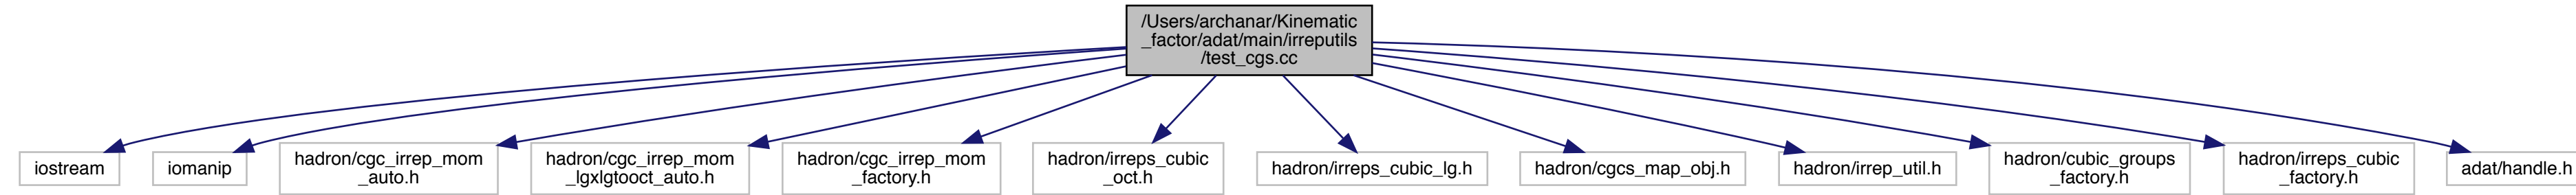 /Users/archanar/Kinematic
_factor/adat/main/irreputils
/test_cgs.cc
iostream
iomanip
hadron/cgc_irrep_mom
_auto.h
hadron/cgc_irrep_mom
_lgxlgtooct_auto.h
hadron/cgc_irrep_mom
_factory.h
hadron/irreps_cubic
_oct.h
hadron/irreps_cubic_lg.h
hadron/cgcs_map_obj.h
hadron/irrep_util.h
hadron/cubic_groups
_factory.h
hadron/irreps_cubic
_factory.h
adat/handle.h